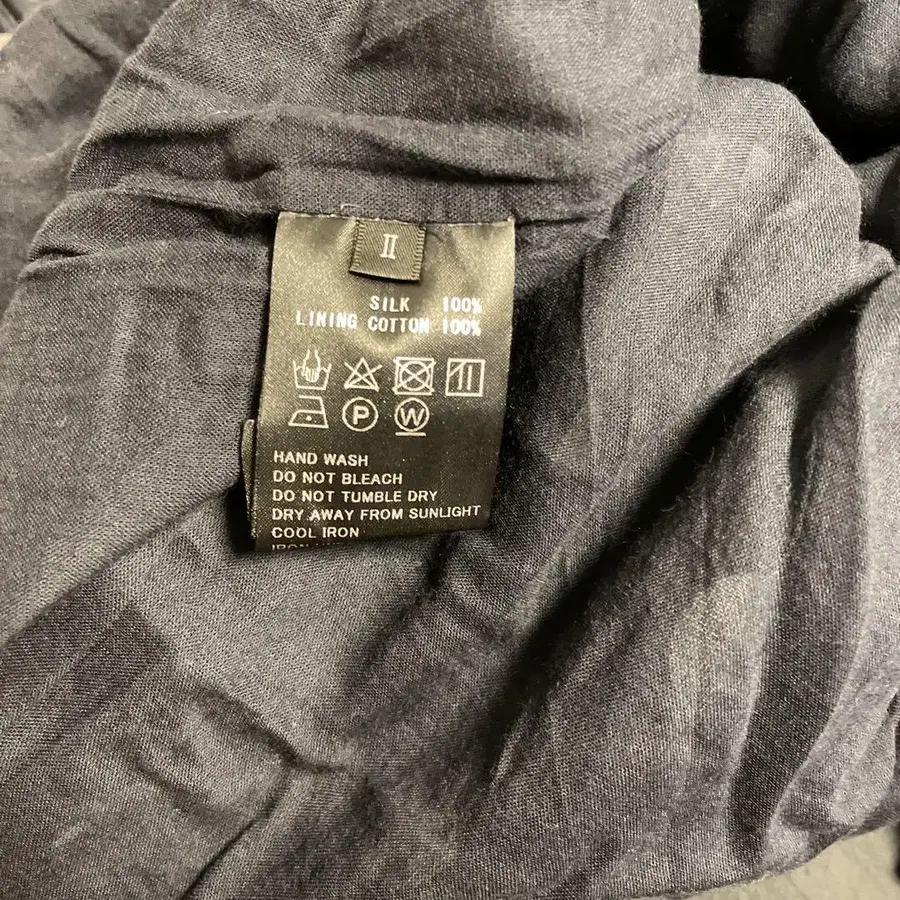 II
SILK 100%
LINING COTTON 100%
P
W
HAND WASH
DO NOT BLEACH
DO NOT TUMBLE DRY
DRY AWAY FROM SUNLIGHT
COOL IRON
IRON